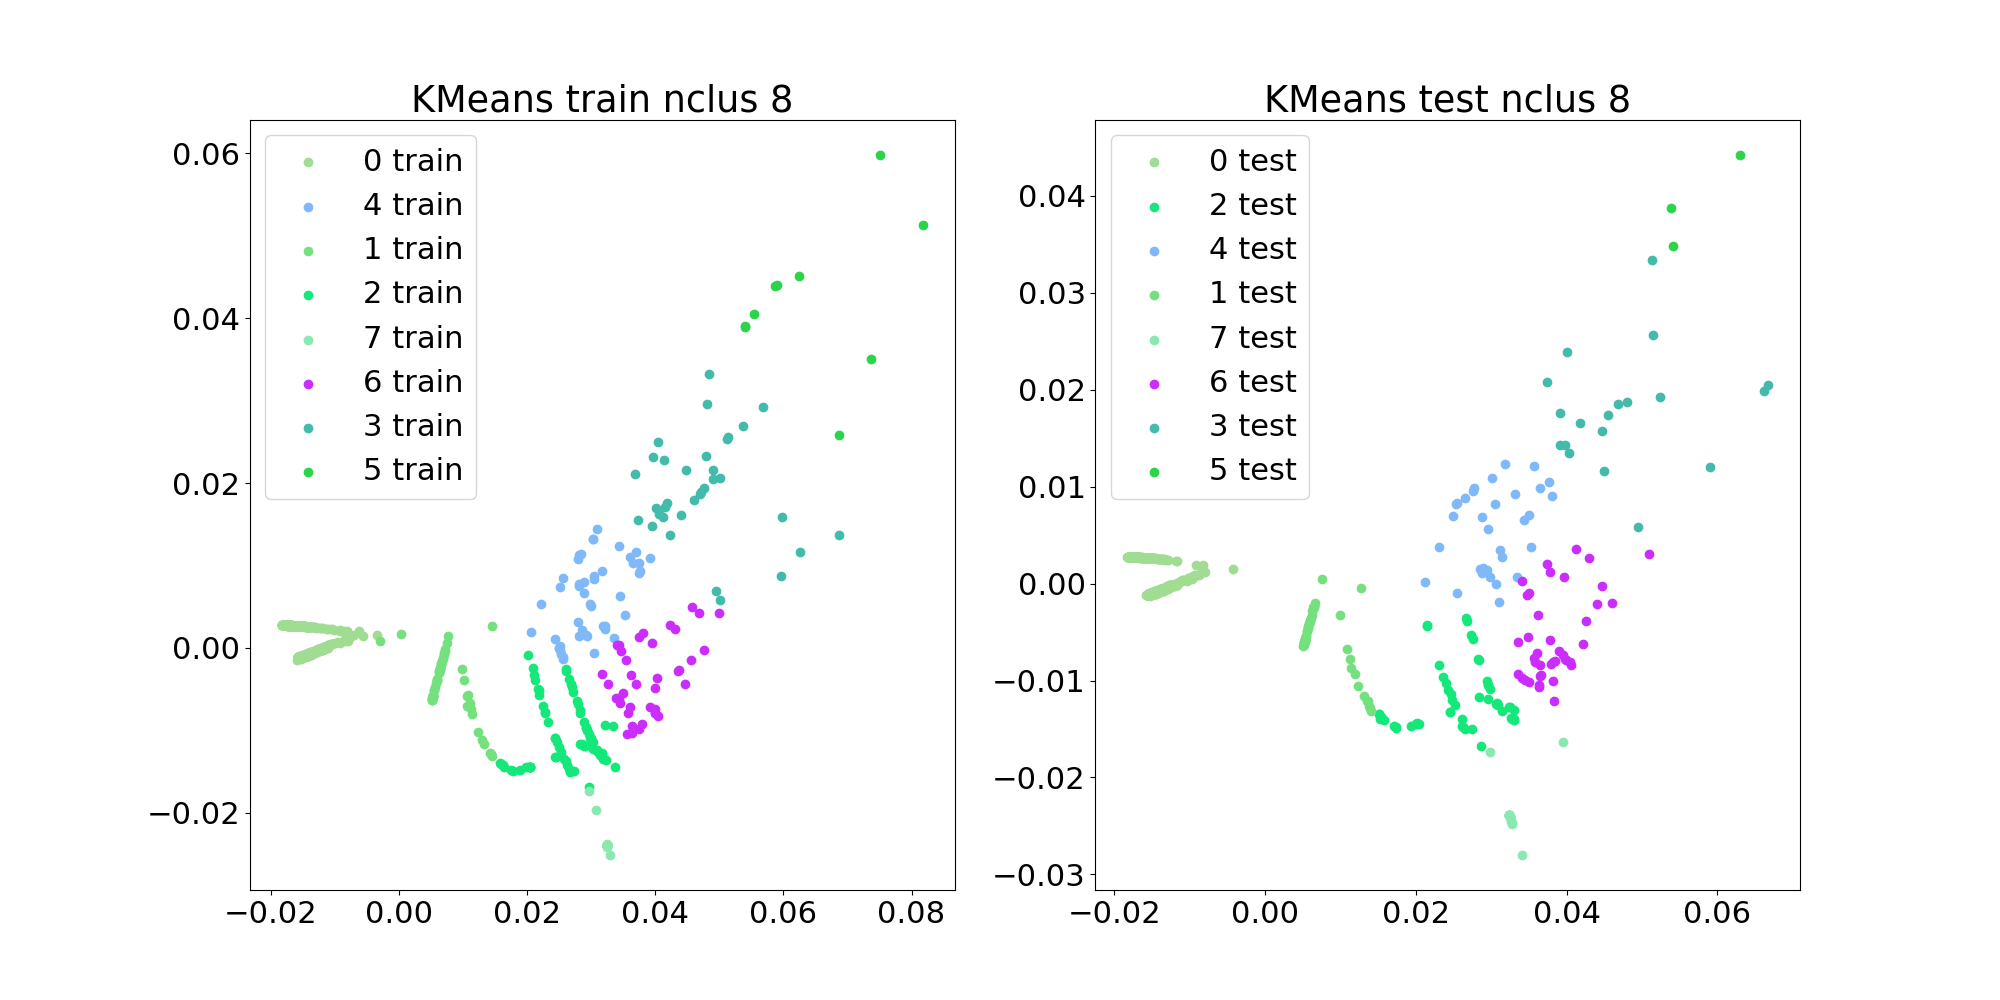 KMeans train nclus 8
0 train
4 train
1 train
2 train
7 train
6 train
3 train
5 train
0.06
0.04
0.02
0.00
−0.02
−0.02 0.00 0.02 0.04 0.06 0.08
KMeans test nclus 8
0 test
2 test
4 test
1 test
7 test
6 test
3 test
5 test
0.04
0.03
0.02
0.01
0.00
−0.01
−0.02
−0.03
−0.02 0.00 0.02 0.04 0.06